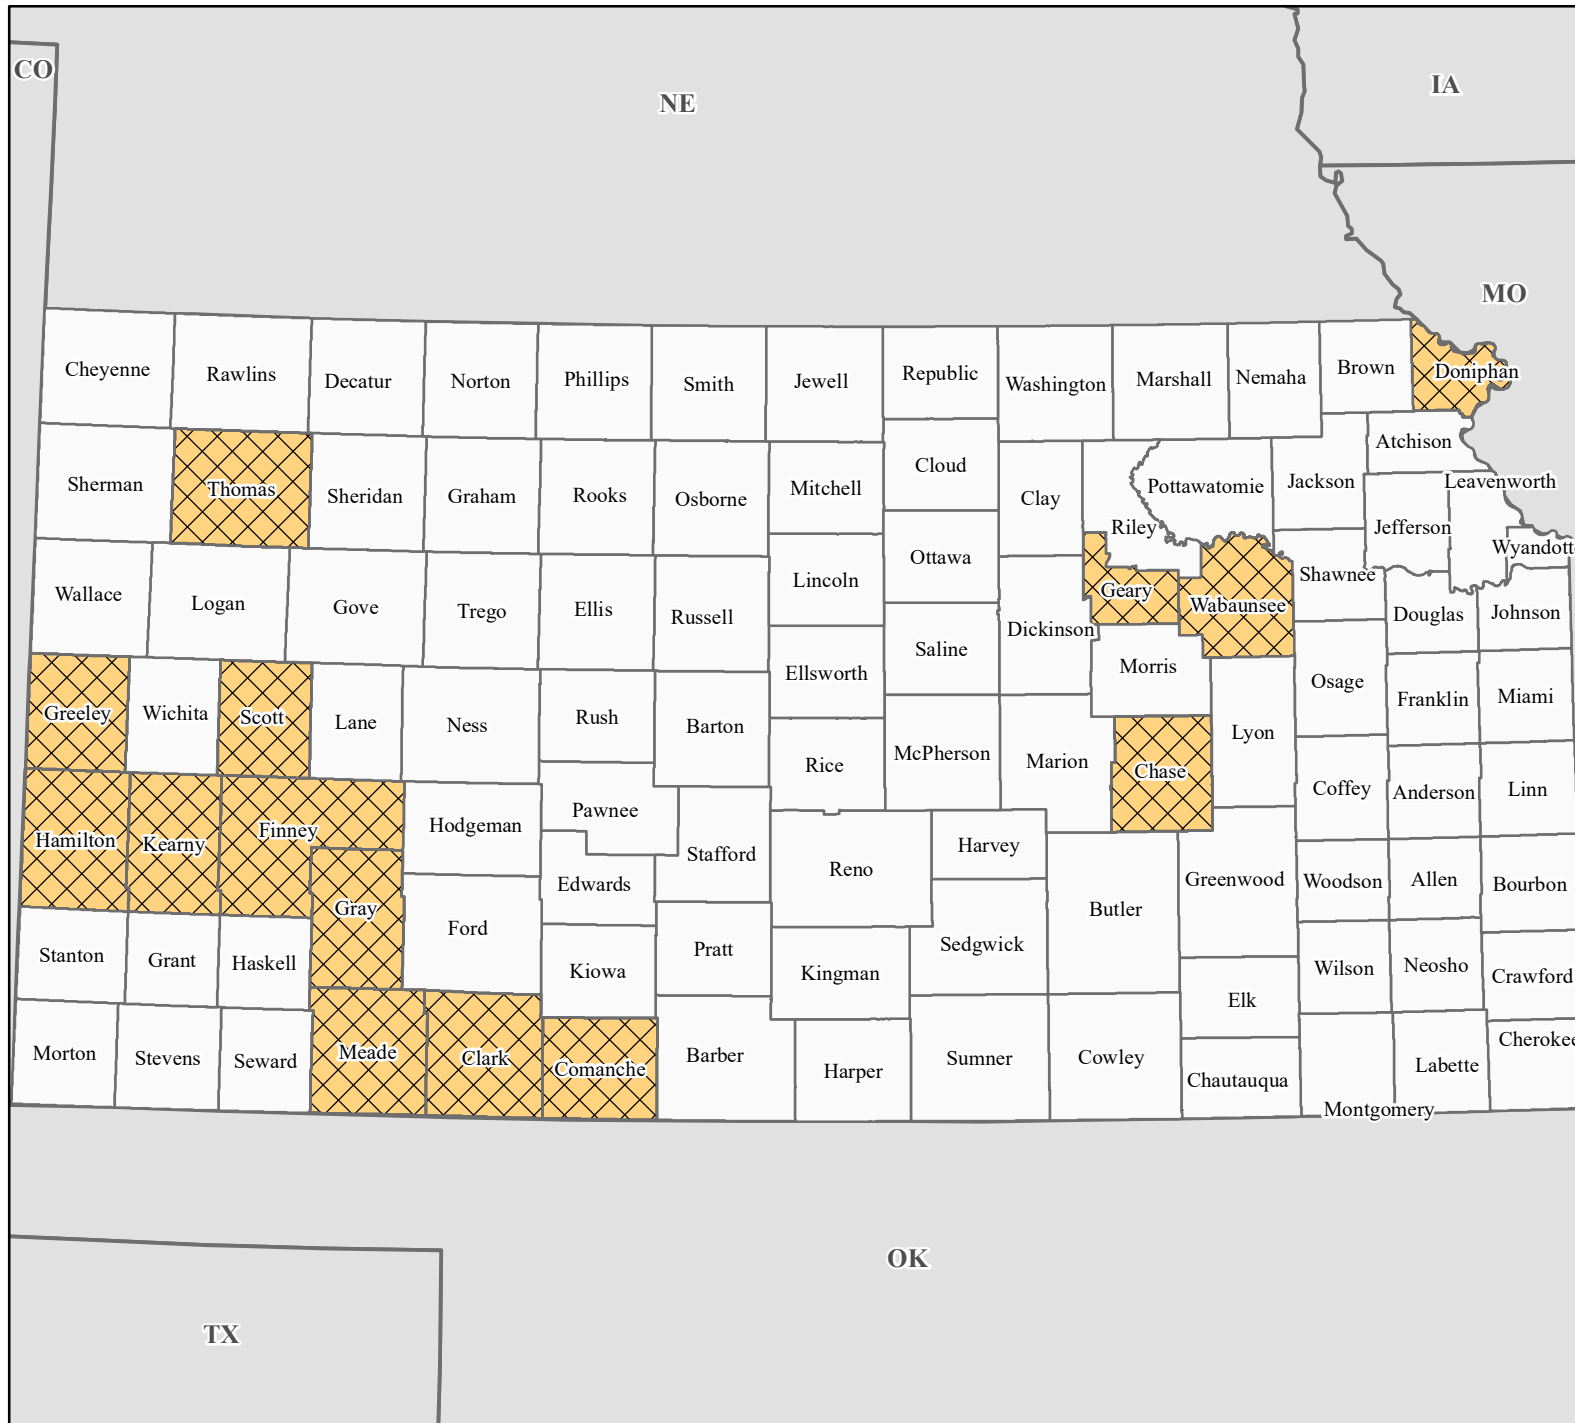 CO
NE
IA
MO
Cheyenne
Rawlins
Decatur
Norton
Phillips
Smith
Jewell
Republic
Washington
Marshall
Nemaha
Brown
Doniphan
Sherman
Thomas
Sheridan
Graham
Rooks
Osborne
Mitchell
Cloud
Clay
Riley
Pottawatomie
Jackson
Atchison
Jefferson
Leavenworth
Wyandott
Wallace
Logan
Gove
Trego
Ellis
Russell
Lincoln
Ottawa
Saline
Dickinson
Geary
Wabaunsee
Shawnee
Douglas
Johnson
Greeley
Wichita
Scott
Lane
Ness
Rush
Barton
Ellsworth
Rice
McPherson
Marion
Morris
Chase
Lyon
Osage
Franklin
Miami
Hamilton
Kearny
Finney
Hodgeman
Pawnee
Stafford
Reno
Harvey
Coffey
Anderson
Linn
Gray
Ford
Edwards
Kiowa
Pratt
Kingman
Sedgwick
Butler
Greenwood
Woodson
Allen
Bourbon
Stanton
Grant
Haskell
Elk
Wilson
Neosho
Crawford
Morton
Stevens
Seward
Meade
Clark
Comanche
Barber
Harper
Sumner
Cowley
Chautauqua
Montgomery
Labette
Cherokee
OK
TX